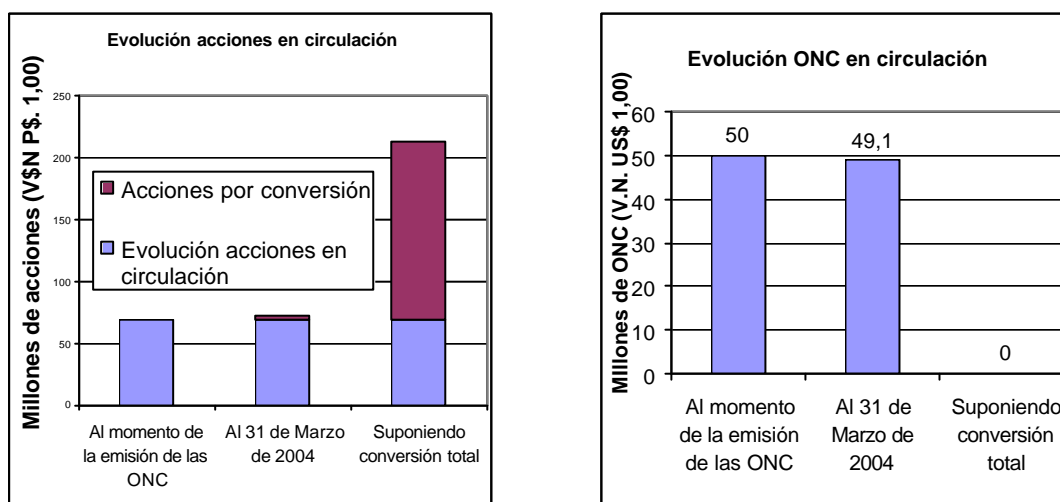 Evolución acciones en circulación
Millones de acciones (V$N P$. 1,00)
250
200
150
100
50
0
Acciones por conversión
Evolución acciones en
circulación
Al momento de
la emisión de las
ONC
Al 31 de Marzo
de 2004
Suponiendo
conversión total
Evolución ONC en circulación
Millones de ONC (V.N. US$ 1,00)
60
50
40
30
20
10
0
50
49,1
0
Al momento
de la emisión
de las ONC
Al 31 de
Marzo de
2004
Suponiendo
conversión
total